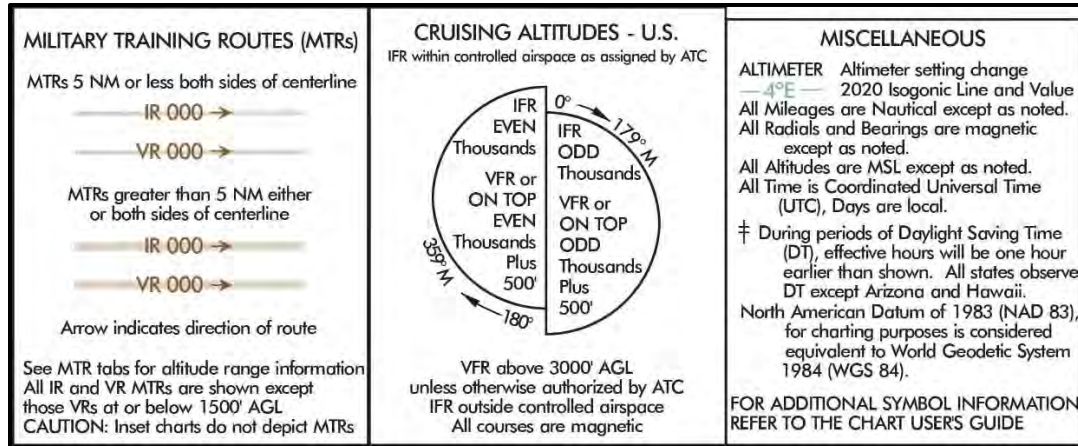 MILITARY TRAINING ROUTES (MTRs)
MTRs 5 NM or less both sides of centerline
IR 000 →
VR 000 →
MTRs greater than 5 NM either
or both sides of centerline
IR 000 →
VR 000 →
Arrow indicates direction of route
See MTR tabs for altitude range information
All IR and VR MTRs are shown except
those VRs at or below 1500' AGL
CAUTION: Inset charts do not depict MTRs
CRUISING ALTITUDES - U.S.
IFR within controlled airspace as assigned by ATC
IFR
EVEN
Thousands
VFR or
ON TOP
EVEN
Thousands
Plus
500'
359° M
180°
0°
179° M
IFR
ODD
Thousands
VFR or
ON TOP
ODD
Thousands
Plus
500'
VFR above 3000' AGL
unless otherwise authorized by ATC
IFR outside controlled airspace
All courses are magnetic
MISCELLANEOUS
ALTIMETER Altimeter setting change
4°E 2020 Isogonic Line and Value
All Mileages are Nautical except as noted.
All Radials and Bearings are magnetic
except as noted.
All Altitudes are MSL except as noted.
All Time is Coordinated Universal Time
(UTC), Days are local.
‡ During periods of Daylight Saving Time
(DT), effective hours will be one hour
earlier than shown. All states observe
DT except Arizona and Hawaii.
North American Datum of 1983 (NAD 83),
for charting purposes is considered
equivalent to World Geodetic System
1984 (WGS 84).
FOR ADDITIONAL SYMBOL INFORMATION
REFER TO THE CHART USER'S GUIDE